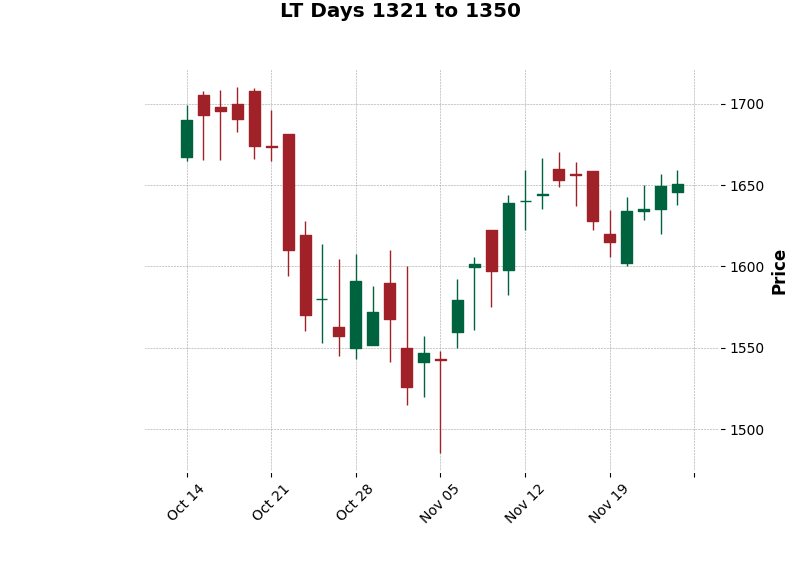 LT Days 1321 to 1350
1700
1650
1600
1550
1500
Price
Oct 14
Oct 21
Oct 28
Nov 05
Nov 12
Nov 19